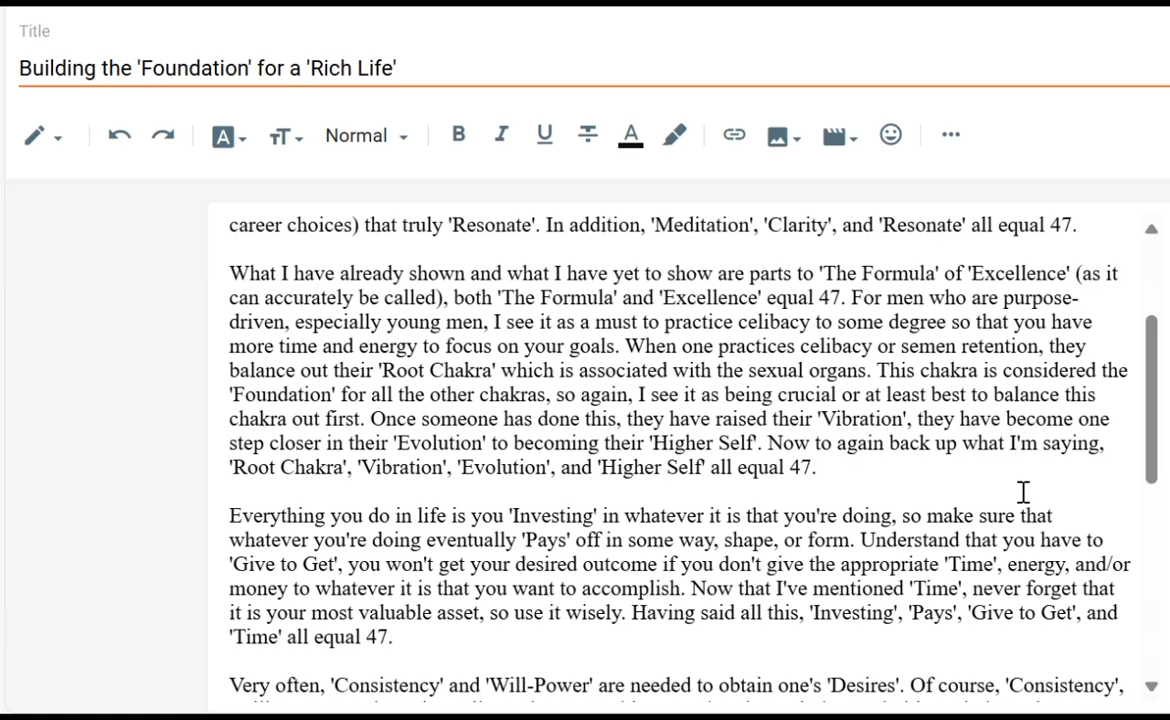 Title
Building the 'Foundation' for a 'Rich Life'
A
TT
Normal
B
I
U
A
career choices) that truly 'Resonate'. In addition, 'Meditation', 'Clarity', and 'Resonate' all equal 47.
What I have already shown and what I have yet to show are parts to 'The Formula' of 'Excellence' (as it
can accurately be called), both 'The Formula' and 'Excellence' equal 47. For men who are purpose-
driven, especially young men, I see it as a must to practice celibacy to some degree so that you have
more time and energy to focus on your goals. When one practices celibacy or semen retention, they
balance out their 'Root Chakra' which is associated with the sexual organs. This chakra is considered the
'Foundation' for all the other chakras, so again, I see it as being crucial or at least best to balance this
chakra out first. Once someone has done this, they have raised their 'Vibration', they have become one
step closer in their 'Evolution' to becoming their 'Higher Self'. Now to again back up what I'm saying,
'Root Chakra', 'Vibration', 'Evolution', and 'Higher Self' all equal 47.
Everything you do in life is you 'Investing' in whatever it is that you're doing, so make sure that
whatever you're doing eventually 'Pays' off in some way, shape, or form. Understand that you have to
'Give to Get', you won't get your desired outcome if you don't give the appropriate 'Time', energy, and/or
money to whatever it is that you want to accomplish. Now that I've mentioned 'Time', never forget that
it is your most valuable asset, so use it wisely. Having said all this, 'Investing', 'Pays', 'Give to Get', and
'Time' all equal 47.
Very often, 'Consistency' and 'Will-Power' are needed to obtain one's 'Desires'. Of course, 'Consistency',